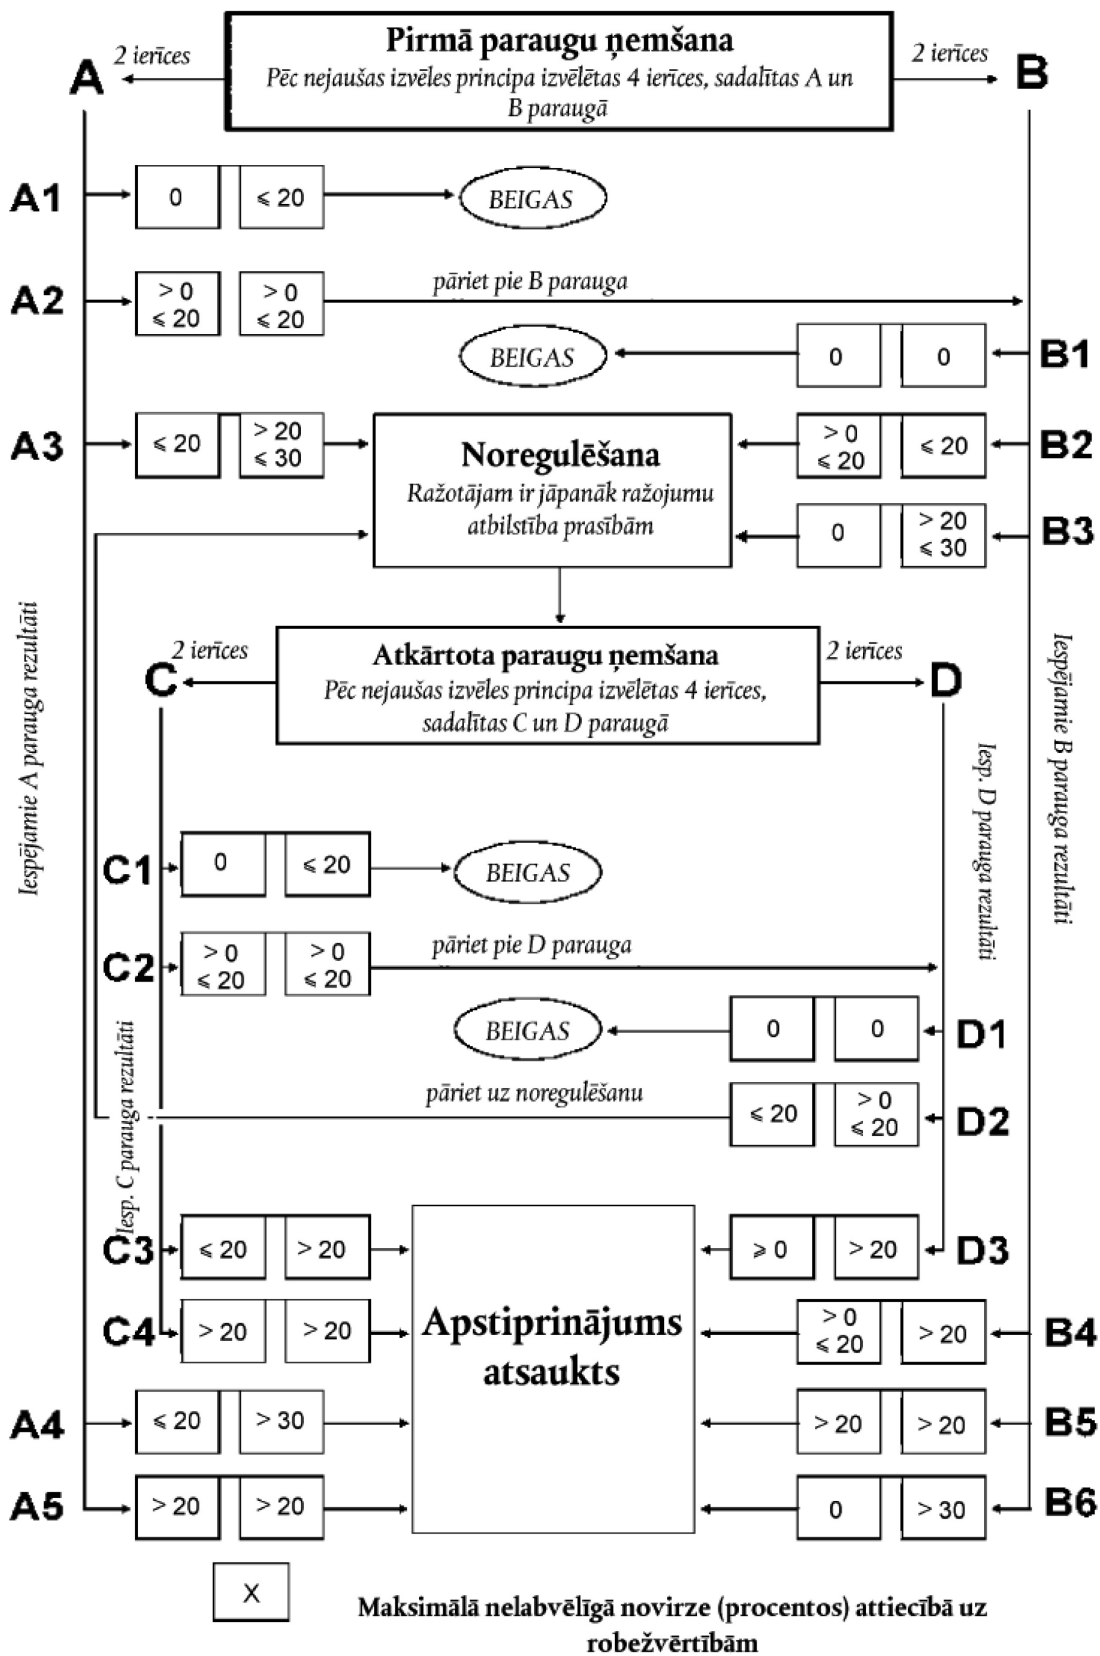 Pirmā paraugu ņemšana
Pēc nejaušas izvēles principa izvēlētas 4 ierīces, sadalītas A un
B paraugā
A
2 ierīces
2 ierīces
B
A1
0
⩽ 20
BEIGAS
A2
> 0
⩽ 20
> 0
⩽ 20
pāriet pie B parauga
BEIGAS
0
0
B1
A3
⩽ 20
> 20
⩽ 30
Noregulēšana
Ražotājam ir jāpanāk ražojumu
atbilstība prasībām
> 0
⩽ 20
⩽ 20
B2
0
> 20
⩽ 30
B3
Iespējamie A parauga rezultāti
Iespējamie B parauga rezultāti
C
2 ierīces
Atkārtota paraugu ņemšana
Pēc nejaušas izvēles principa izvēlētas 4 ierīces,
sadalītas C un D paraugā
2 ierīces
D
Iesp. D parauga rezultāti
C1
0
⩽ 20
BEIGAS
C2
> 0
⩽ 20
> 0
⩽ 20
pāriet pie D parauga
BEIGAS
0
0
D1
Iesp. C parauga rezultāti
pāriet uz noregulēšanu
≤ 20
> 0
⩽ 20
D2
C3
⩽ 20
> 20
Apstiprinājums
atsaukts
⩾ 0
> 20
D3
C4
> 20
> 20
> 0
⩽ 20
> 20
B4
A4
⩽ 20
> 30
> 20
> 20
B5
A5
> 20
> 20
0
> 30
B6
X
Maksimālā nelabvēlīgā novirze (procentos) attiecībā uz
robežvērtībām